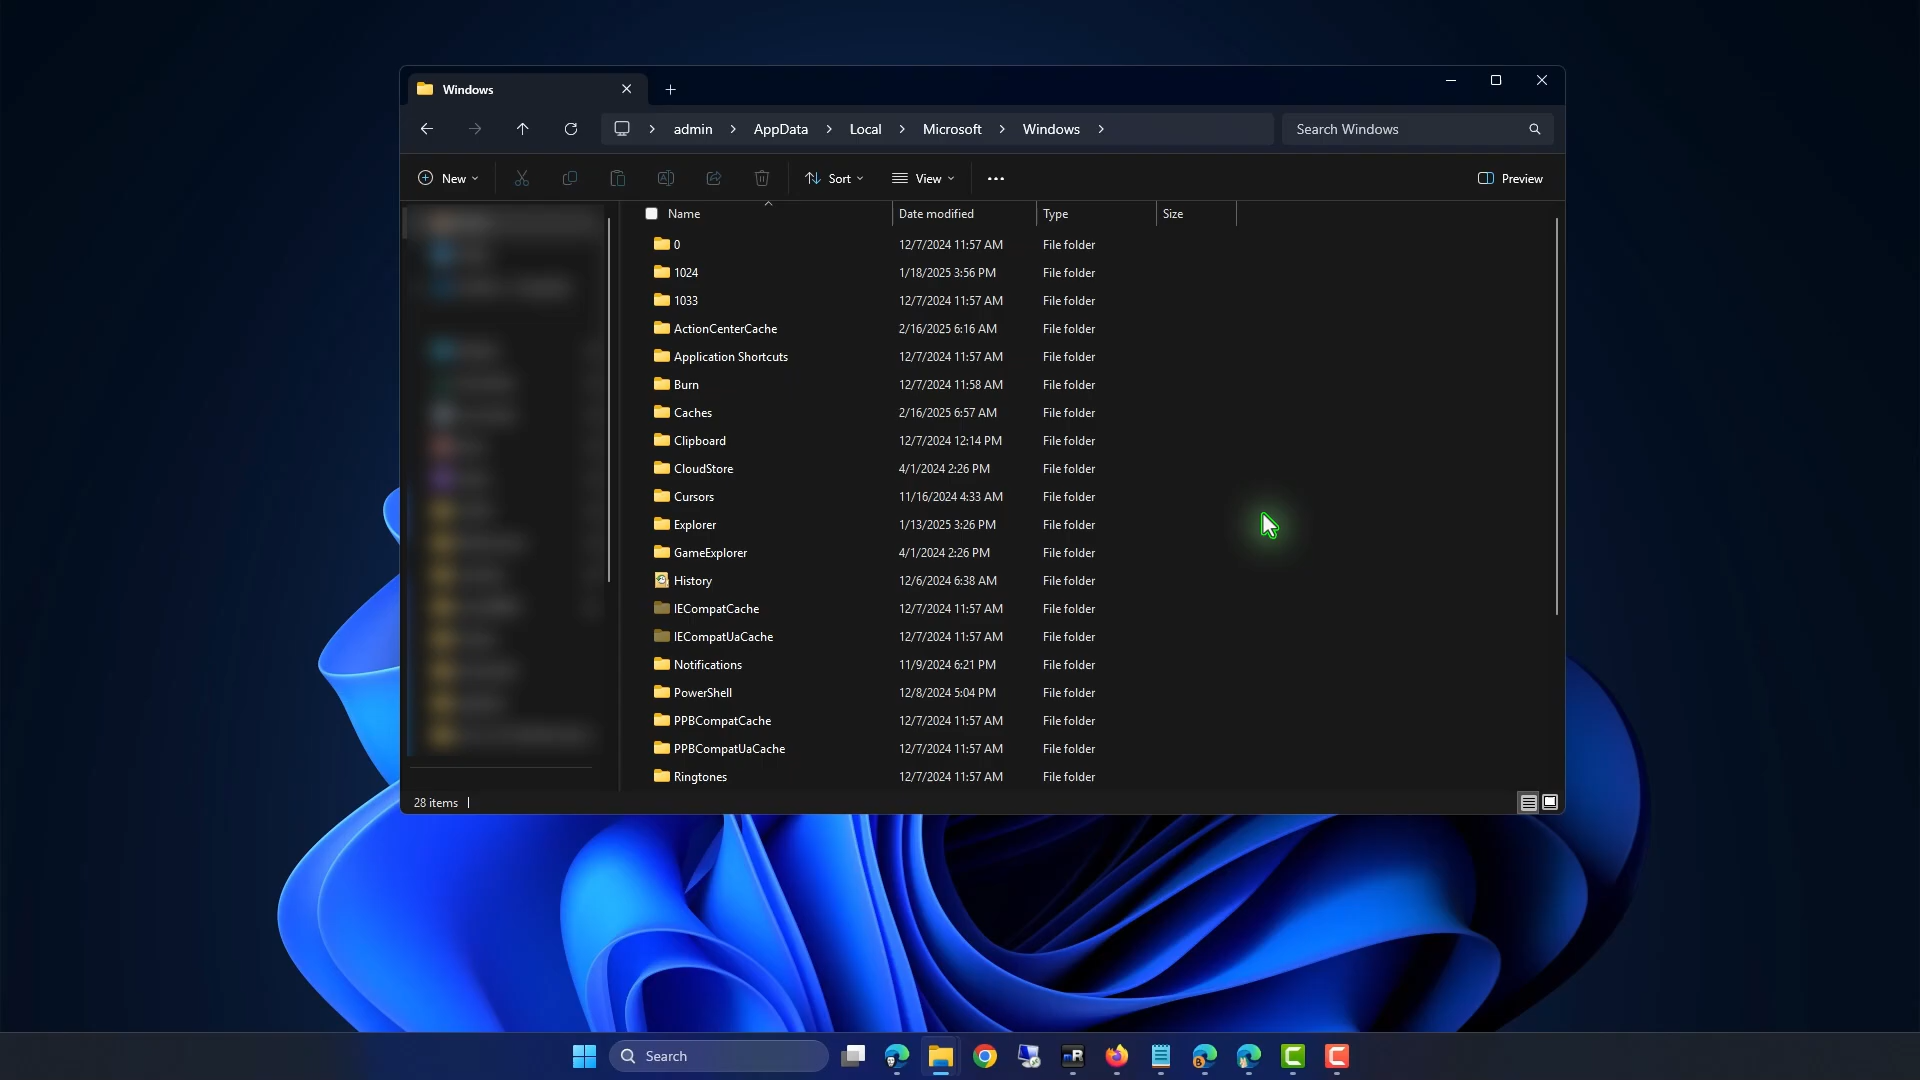 Windows
admin AppData Local Microsoft Windows Search Windows
New Sort View Preview
Name Date modified Type Size
0 12/7/2024 11:57 AM File folder
1024 1/18/2025 3:56 PM File folder
1033 12/7/2024 11:57 AM File folder
ActionCenterCache 2/16/2025 6:16 AM File folder
Application Shortcuts 12/7/2024 11:57 AM File folder
Burn 12/7/2024 11:58 AM File folder
Caches 2/16/2025 6:57 AM File folder
Clipboard 12/7/2024 12:14 PM File folder
CloudStore 4/1/2024 2:26 PM File folder
Cursors 11/16/2024 4:33 AM File folder
Explorer 1/13/2025 3:26 PM File folder
GameExplorer 4/1/2024 2:26 PM File folder
History 12/6/2024 6:38 AM File folder
IECompatCache 12/7/2024 11:57 AM File folder
IECompatUaCache 12/7/2024 11:57 AM File folder
Notifications 11/9/2024 6:21 PM File folder
PowerShell 12/8/2024 5:04 PM File folder
PPBCompatCache 12/7/2024 11:57 AM File folder
PPBCompatUaCache 12/7/2024 11:57 AM File folder
Ringtones 12/7/2024 11:57 AM File folder
28 items
Search